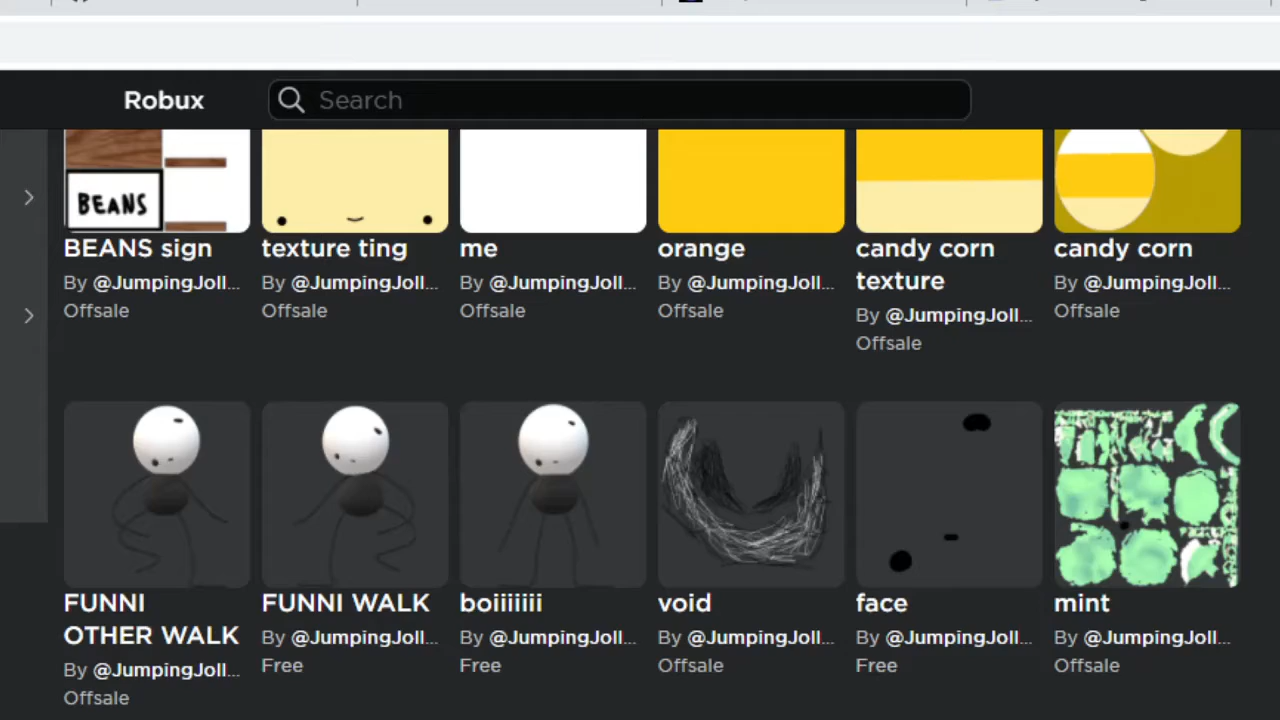 Robux
Search
BEANS
BEANS sign
By @JumpingJoll...
Offsale
texture ting
By @JumpingJoll...
Offsale
me
By @JumpingJoll...
Offsale
orange
By @JumpingJoll...
Offsale
candy corn
texture
By @JumpingJoll...
Offsale
candy corn
By @JumpingJoll...
Offsale
FUNNI
OTHER WALK
By @JumpingJoll...
Offsale
FUNNI WALK
By @JumpingJoll...
Free
boiiiiiii
By @JumpingJoll...
Free
void
By @JumpingJoll...
Offsale
face
By @JumpingJoll...
Free
mint
By @JumpingJoll...
Offsale